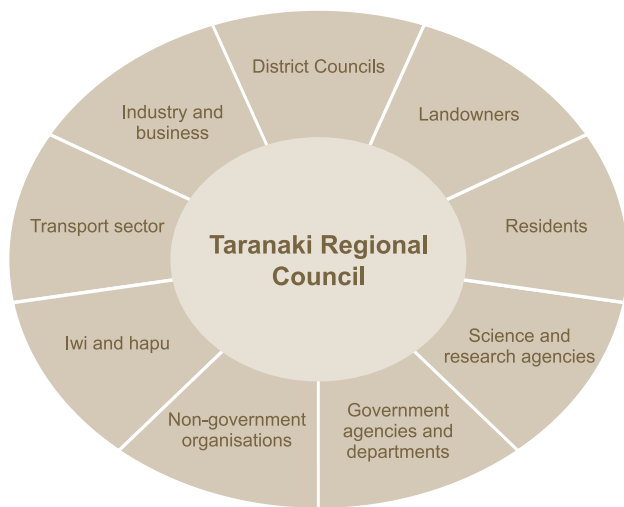 District Councils
Landowners
Residents
Science and
research agencies
Government
agencies and
departments
Non-government
organisations
Iwi and hapu
Transport sector
Industry and
business
Taranaki Regional
Council